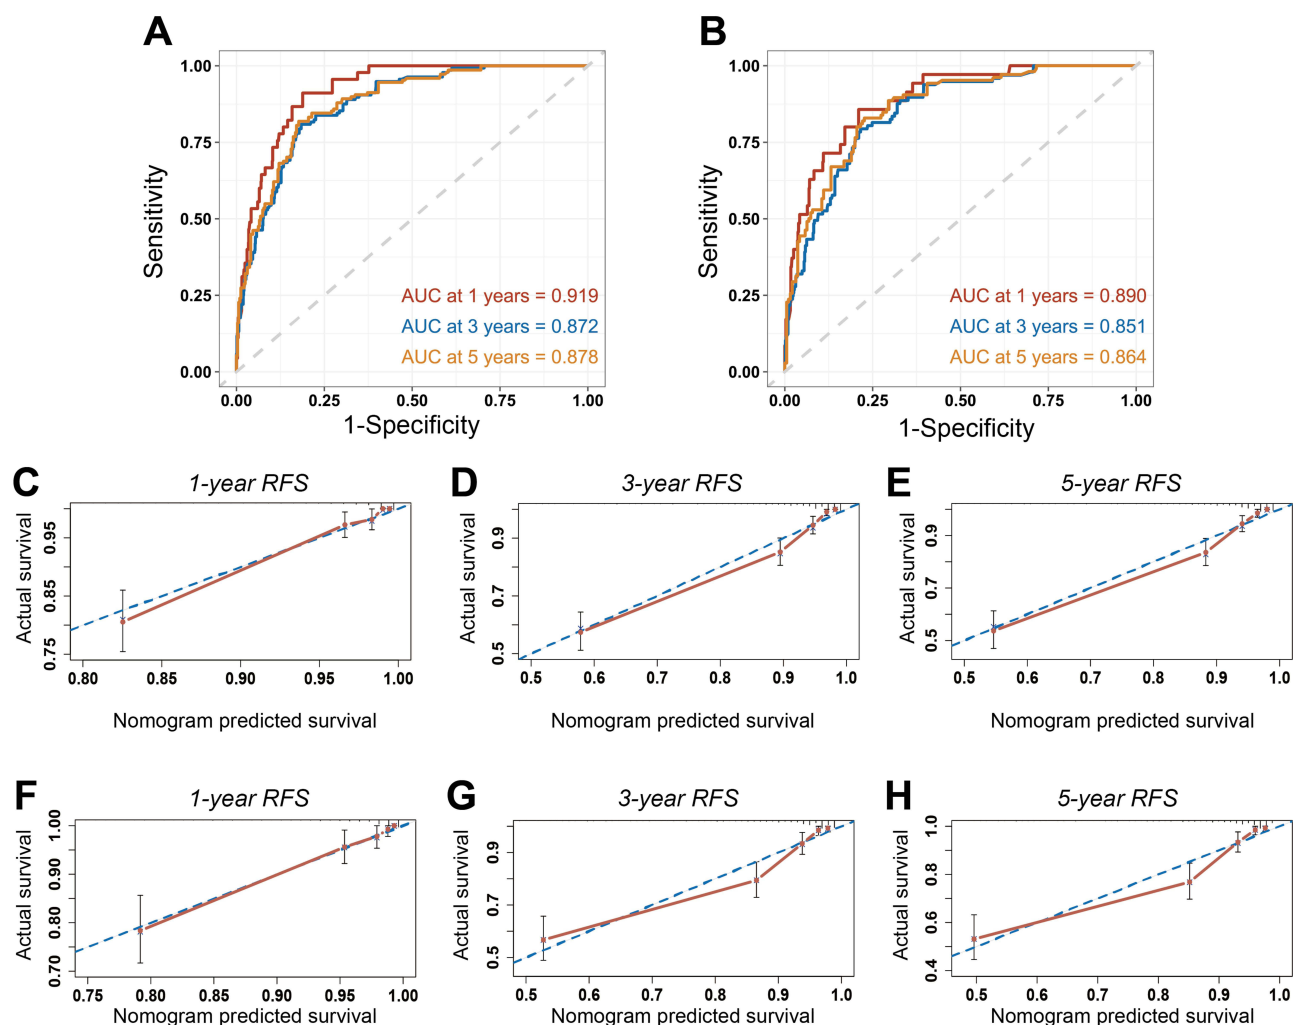 A
B
1.00
0.75
0.50
0.25
0.00
Sensitivity
AUC at 1 years = 0.919
AUC at 3 years = 0.872
AUC at 5 years = 0.878
0.00 0.25 0.50 0.75 1.00
1-Specificity
1.00
0.75
0.50
0.25
0.00
Sensitivity
AUC at 1 years = 0.890
AUC at 3 years = 0.851
AUC at 5 years = 0.864
0.00 0.25 0.50 0.75 1.00
1-Specificity
C
1-year RFS
Actual survival
0.95
0.85
0.75
0.80 0.85 0.90 0.95 1.00
Nomogram predicted survival
D
3-year RFS
Actual survival
0.9
0.7
0.5
0.5 0.6 0.7 0.8 0.9 1.0
Nomogram predicted survival
E
5-year RFS
Actual survival
0.9
0.7
0.5
0.5 0.6 0.7 0.8 0.9 1.0
Nomogram predicted survival
F
1-year RFS
Actual survival
1.00
0.90
0.80
0.70
0.75 0.80 0.85 0.90 0.95 1.00
Nomogram predicted survival
G
3-year RFS
Actual survival
0.9
0.7
0.5
0.5 0.6 0.7 0.8 0.9 1.0
Nomogram predicted survival
H
5-year RFS
Actual survival
1.0
0.8
0.6
0.4
0.5 0.6 0.7 0.8 0.9 1.0
Nomogram predicted survival